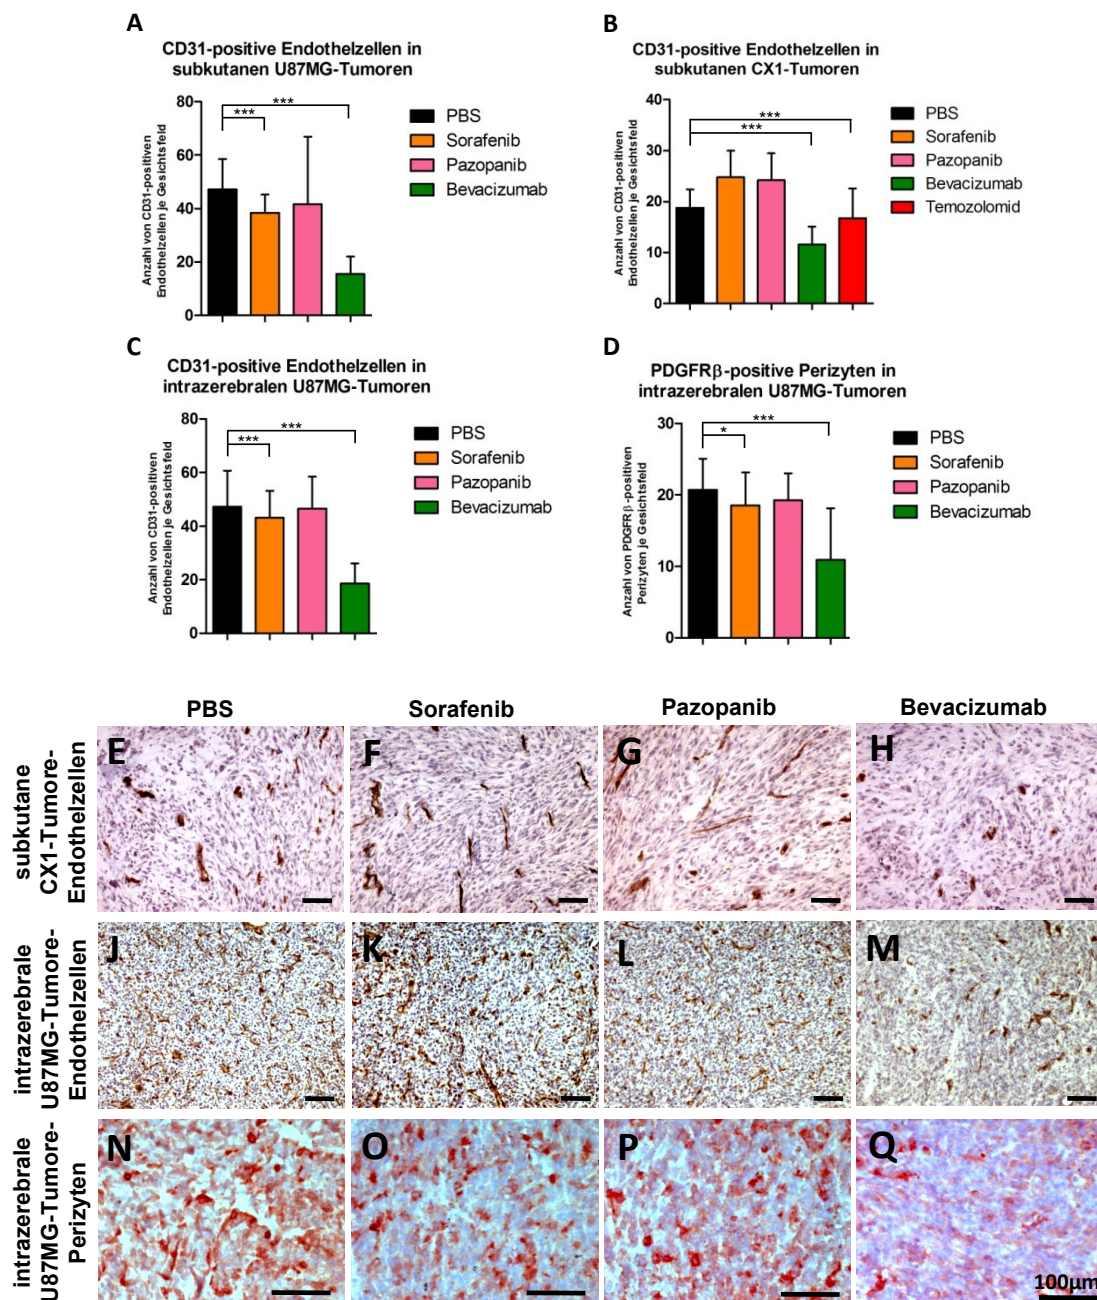 A
CD31-positive Endothelzellen in
subkutanen U87MG-Tumoren
Anzahl von CD31-positiven
Endothelzellen je Gesichtsfeld
80
60
40
20
0
***
***
PBS
Sorafenib
Pazopanib
Bevacizumab
B
CD31-positive Endothelzellen in
subkutanen CX1-Tumoren
Anzahl von CD31-positiven
Endothelzellen je Gesichtsfeld
40
30
20
10
0
***
***
PBS
Sorafenib
Pazopanib
Bevacizumab
Temozolomid
C
CD31-positive Endothelzellen in
intrazerebralen U87MG-Tumoren
Anzahl von CD31-positiven
Endothelzellen je Gesichtsfeld
80
60
40
20
0
***
***
PBS
Sorafenib
Pazopanib
Bevacizumab
D
PDGFRβ-positive Perizyten in
intrazerebralen U87MG-Tumoren
Anzahl von PDGFRβ-positiven
Perizyten je Gesichtsfeld
30
20
10
0
***
*
PBS
Sorafenib
Pazopanib
Bevacizumab
PBS
Sorafenib
Pazopanib
Bevacizumab
subkutane
CX1-Tumore-
Endothelzellen
E
F
G
H
intrazerebrale
U87MG-Tumore-
Endothelzellen
J
K
L
M
intrazerebrale
U87MG-Tumore-
Perizyten
N
O
P
Q
100µm